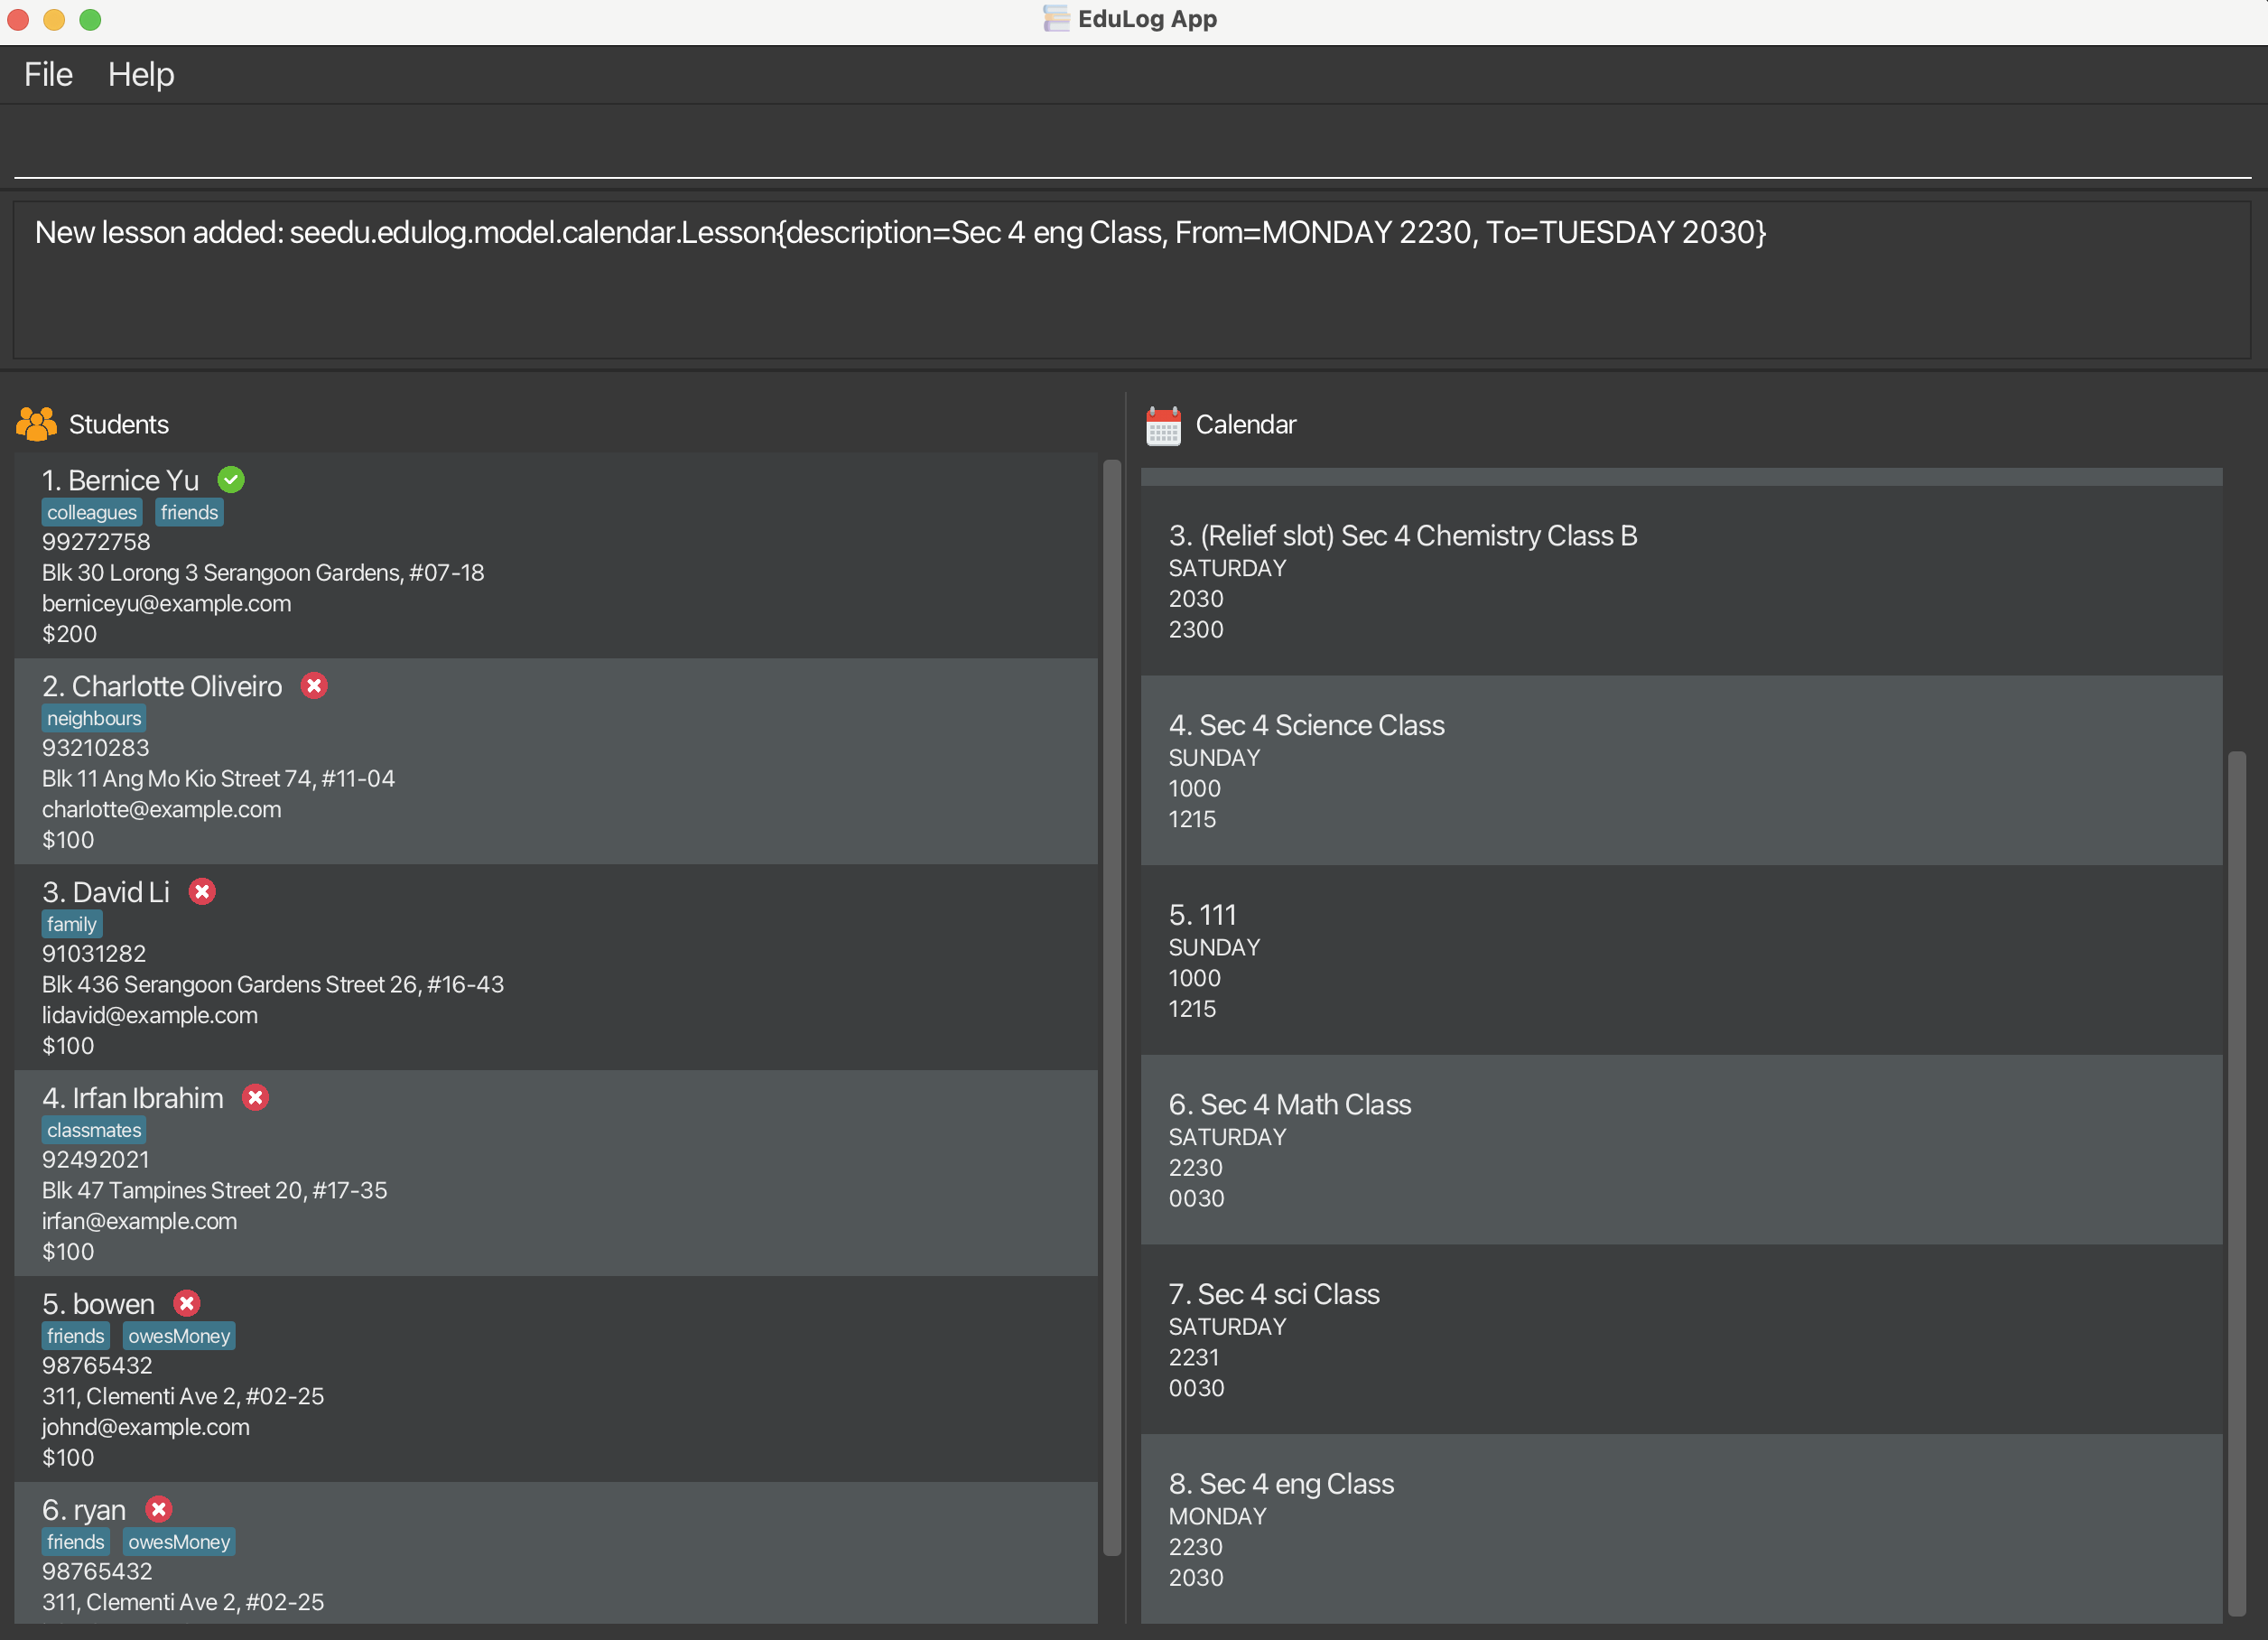 EduLog App
File Help
New lesson added: seedu.edulog.model.calendar.Lesson{description=Sec 4 eng Class, From=MONDAY 2230, To=TUESDAY 2030}
Students
1. Bernice Yu
colleagues friends
99272758
Blk 30 Lorong 3 Serangoon Gardens, #07-18
berniceyu@example.com
$200
2. Charlotte Oliveiro
neighbours
93210283
Blk 11 Ang Mo Kio Street 74, #11-04
charlotte@example.com
$100
3. David Li
family
91031282
Blk 436 Serangoon Gardens Street 26, #16-43
lidavid@example.com
$100
4. Irfan Ibrahim
classmates
92492021
Blk 47 Tampines Street 20, #17-35
irfan@example.com
$100
5. bowen
friends owesMoney
98765432
311, Clementi Ave 2, #02-25
johnd@example.com
$100
6. ryan
friends owesMoney
98765432
311, Clementi Ave 2, #02-25
Calendar
3. (Relief slot) Sec 4 Chemistry Class B
SATURDAY
2030
2300
4. Sec 4 Science Class
SUNDAY
1000
1215
5. 111
SUNDAY
1000
1215
6. Sec 4 Math Class
SATURDAY
2230
0030
7. Sec 4 sci Class
SATURDAY
2231
0030
8. Sec 4 eng Class
MONDAY
2230
2030